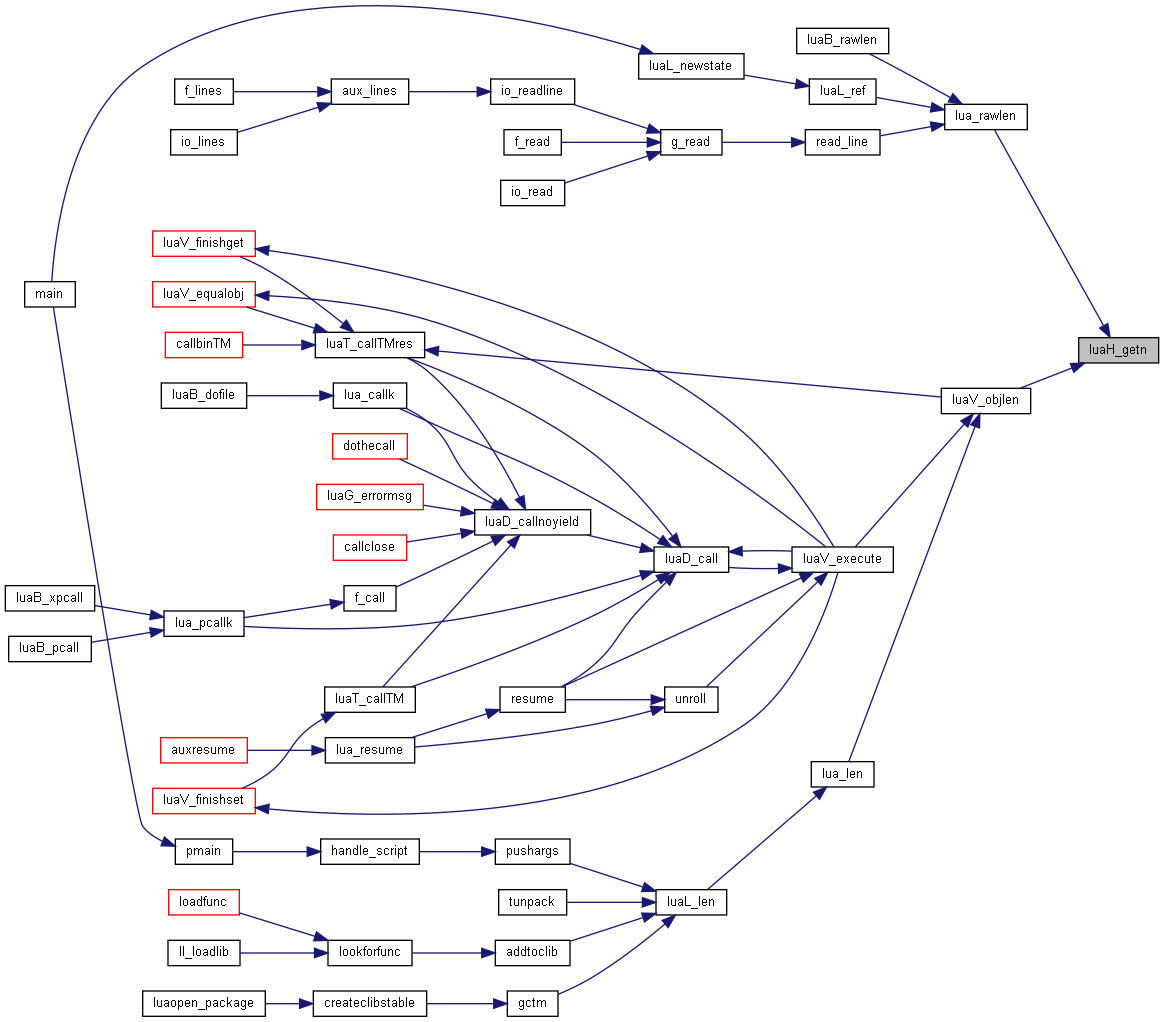 luaB_rawlen
luaL_newstate
f_lines
aux_lines
io_readline
luaL_ref
lua_rawlen
io_lines
f_read
g_read
read_line
io_read
luaV_finishget
main
luaV_equalobj
callbinTM
luaT_callTMres
luaH_getn
luaB_dofile
lua_callk
luaV_objlen
dothecall
luaG_errormsg
luaD_callnoyield
callclose
luaD_call
luaV_execute
luaB_xpcall
f_call
lua_pcallk
luaB_pcall
luaT_callTM
resume
unroll
auxresume
lua_resume
lua_len
luaV_finishset
pmain
handle_script
pushargs
loadfunc
tunpack
luaL_len
ll_loadlib
lookforfunc
addtoclib
luaopen_package
createclibstable
gctm